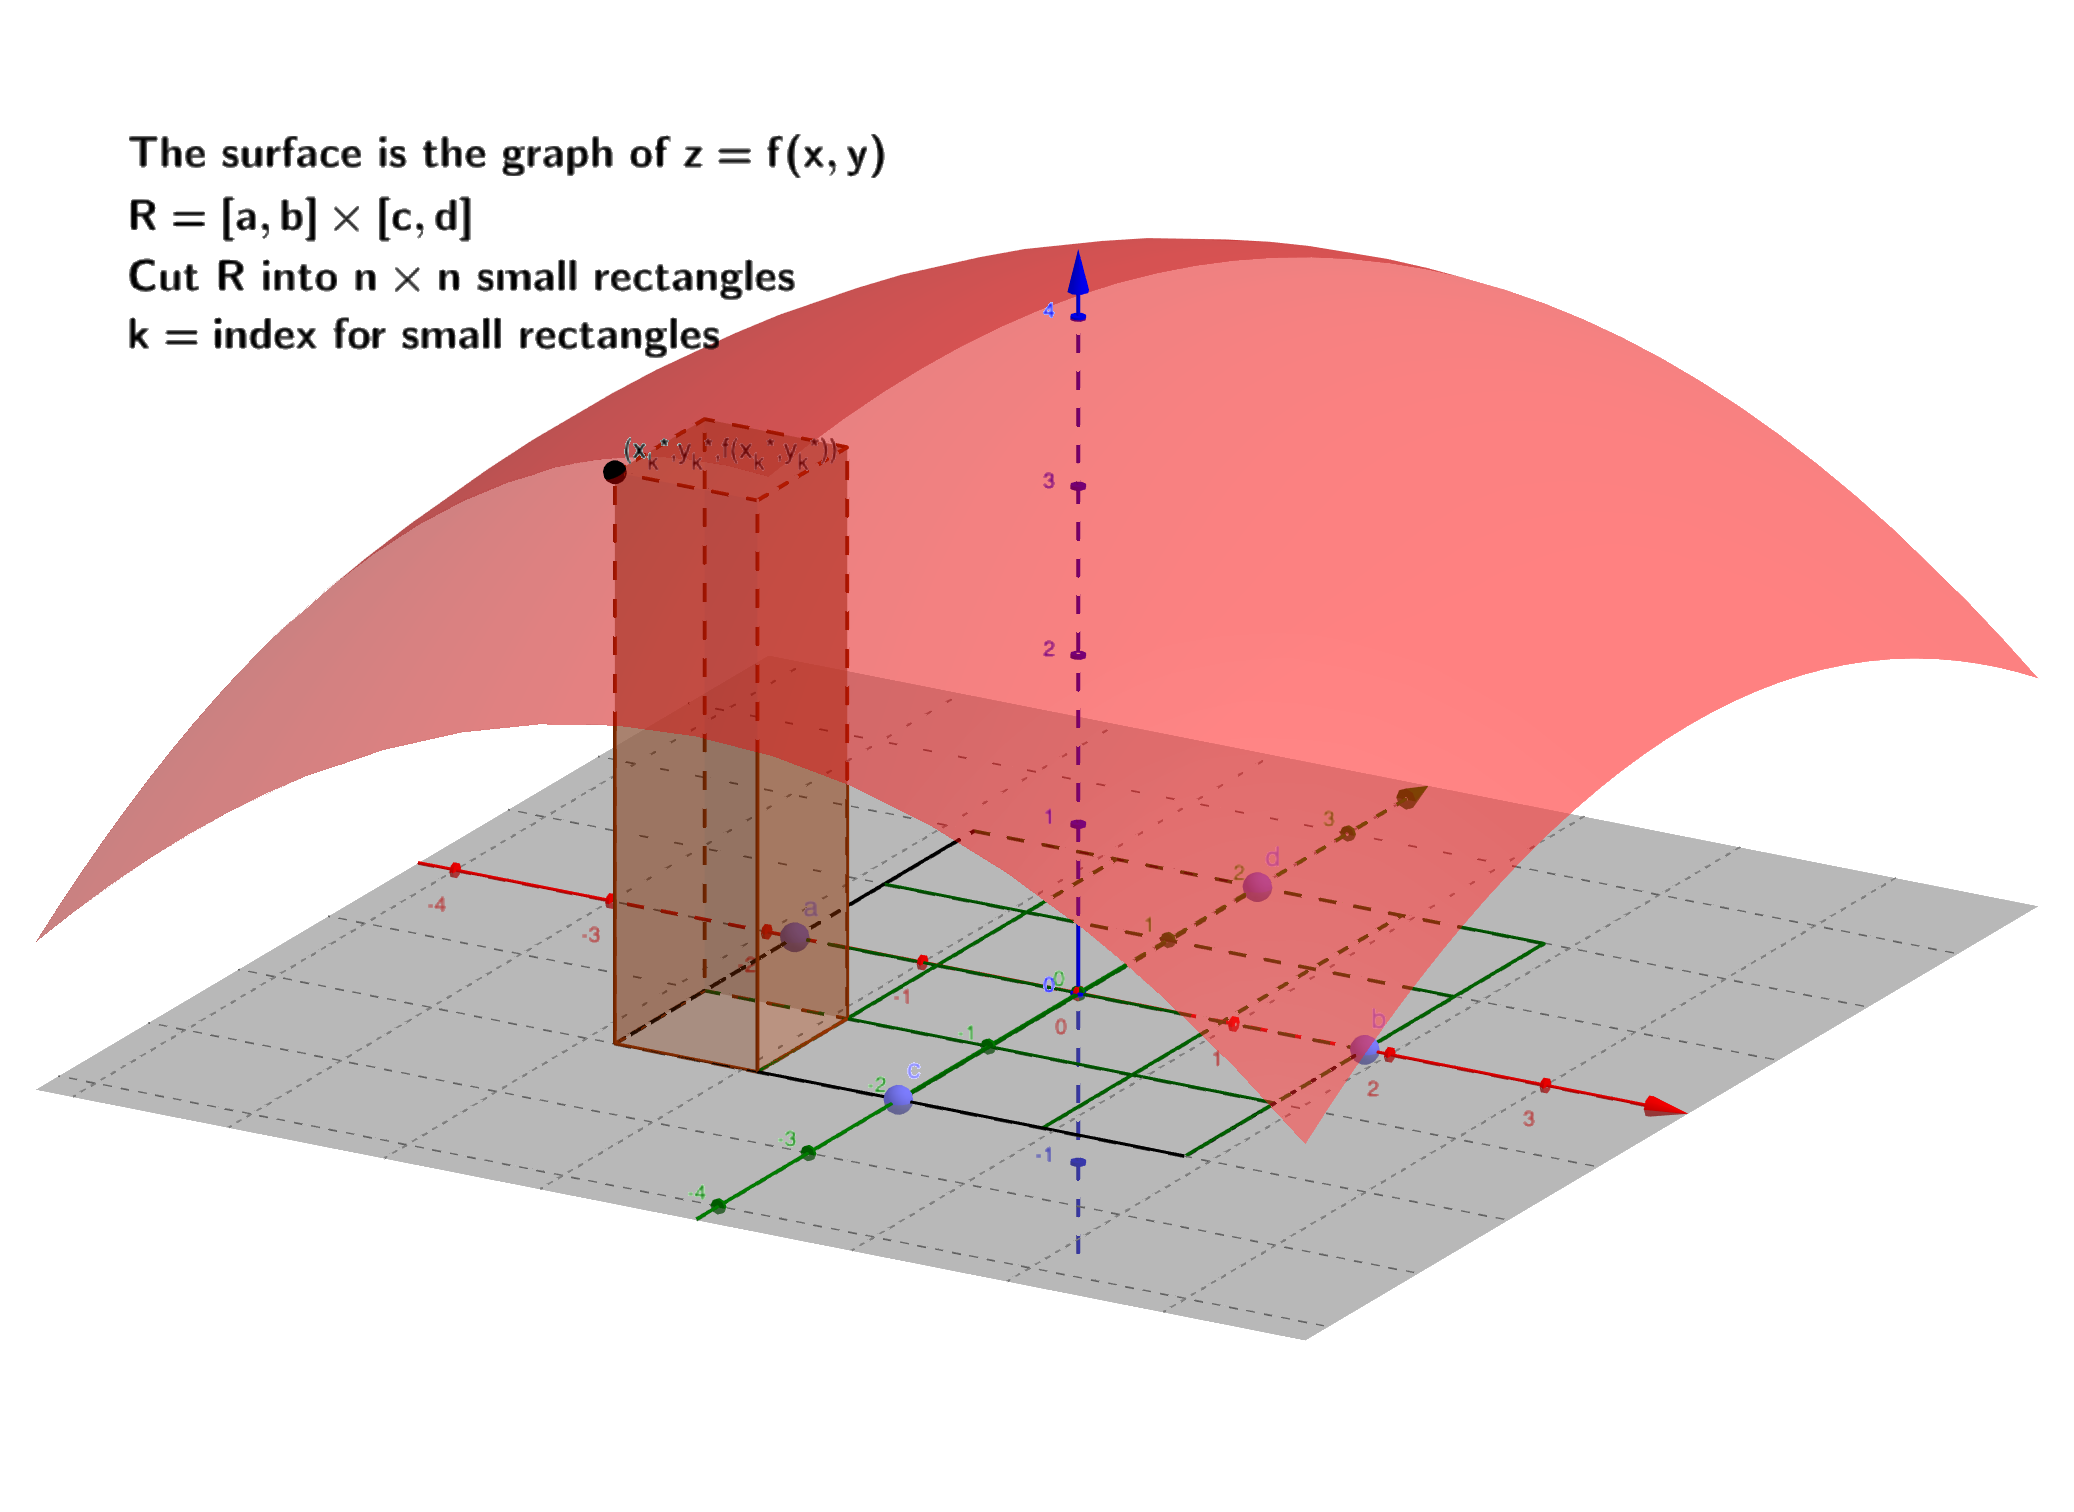 The surface is the graph of z = f(x, y)
R = [a, b] × [c, d]
Cut R into n × n small rectangles
k = index for small rectangles
4
(x_k*,y_k*,f(x_k*,y_k*))
3
2
1
3
d
2
a
-4
1
-3
-2
0
0
-1
b
-1
0
1
c
-2
2
3
-3
-1
-4